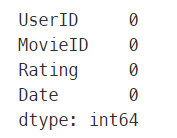 UserID     0
MovieID    0
Rating     0
Date       0
dtype: int64